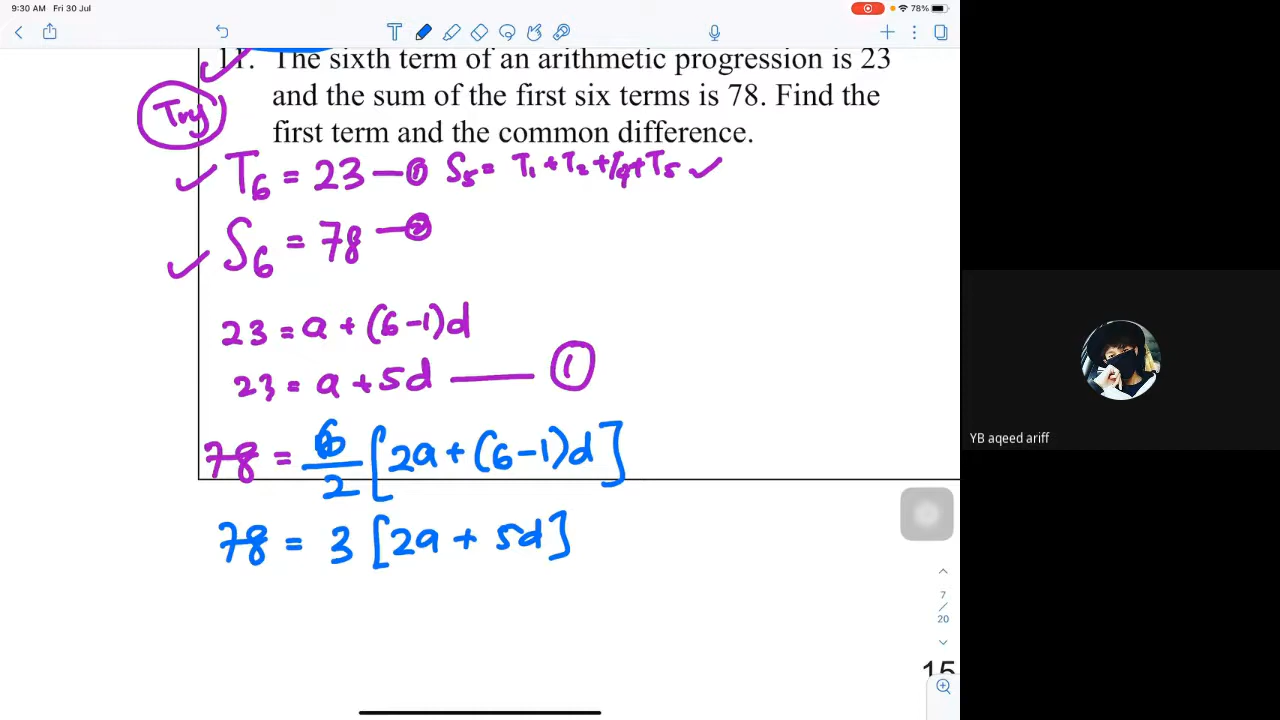 9:30 AM Fri 30 Jul
78%
11. The sixth term of an arithmetic progression is 23
and the sum of the first six terms is 78. Find the
first term and the common difference.
Try
T6 = 23 — ① S5 = T1 + T2 + T4 + T5 ✓
S6 = 78 — ②
23 = a + (6-1)d
23 = a + 5d — ①
78 = 6/2 [2a + (6-1)d]
78 = 3 [2a + 5d]
YB aqeed ariff
7
/
20
15